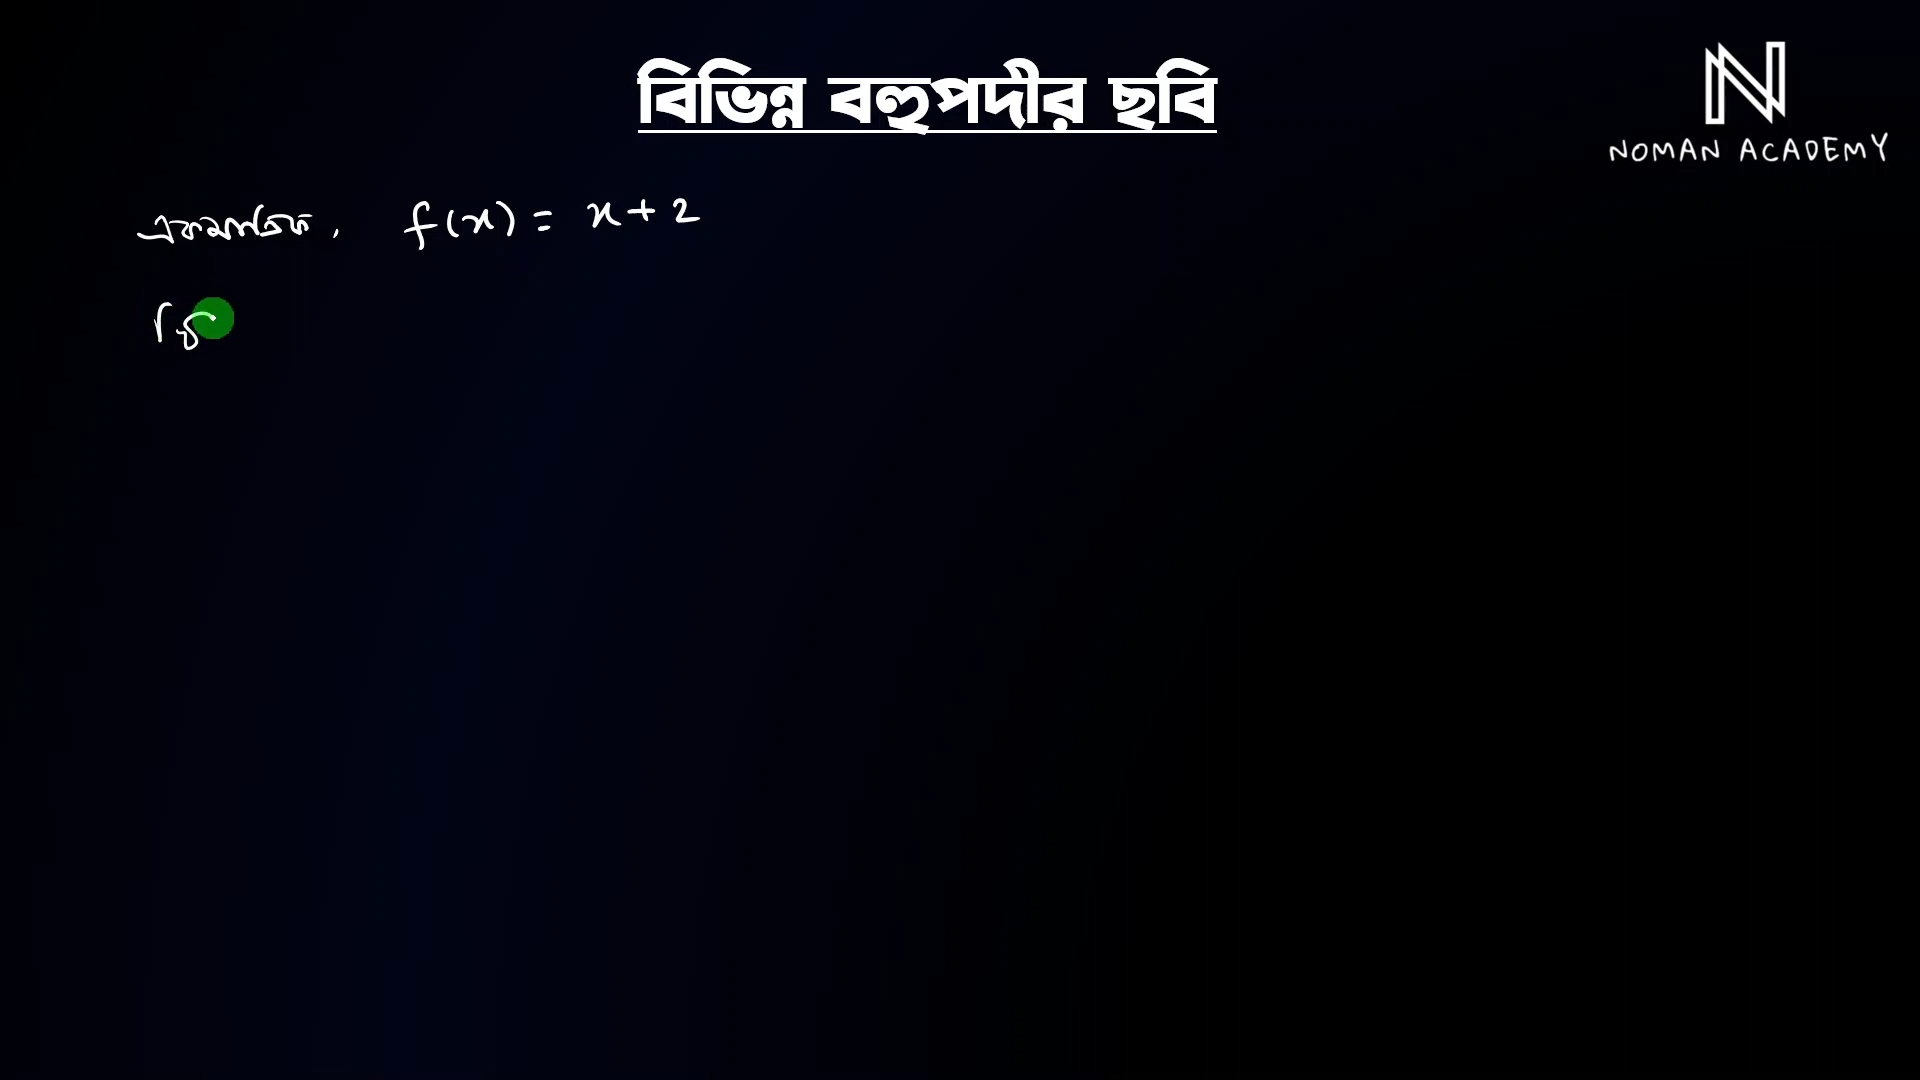 বিভিন্ন বহুপদীর ছবি
NOMAN ACADEMY
একমাত্রিক, f(x) = x + 2